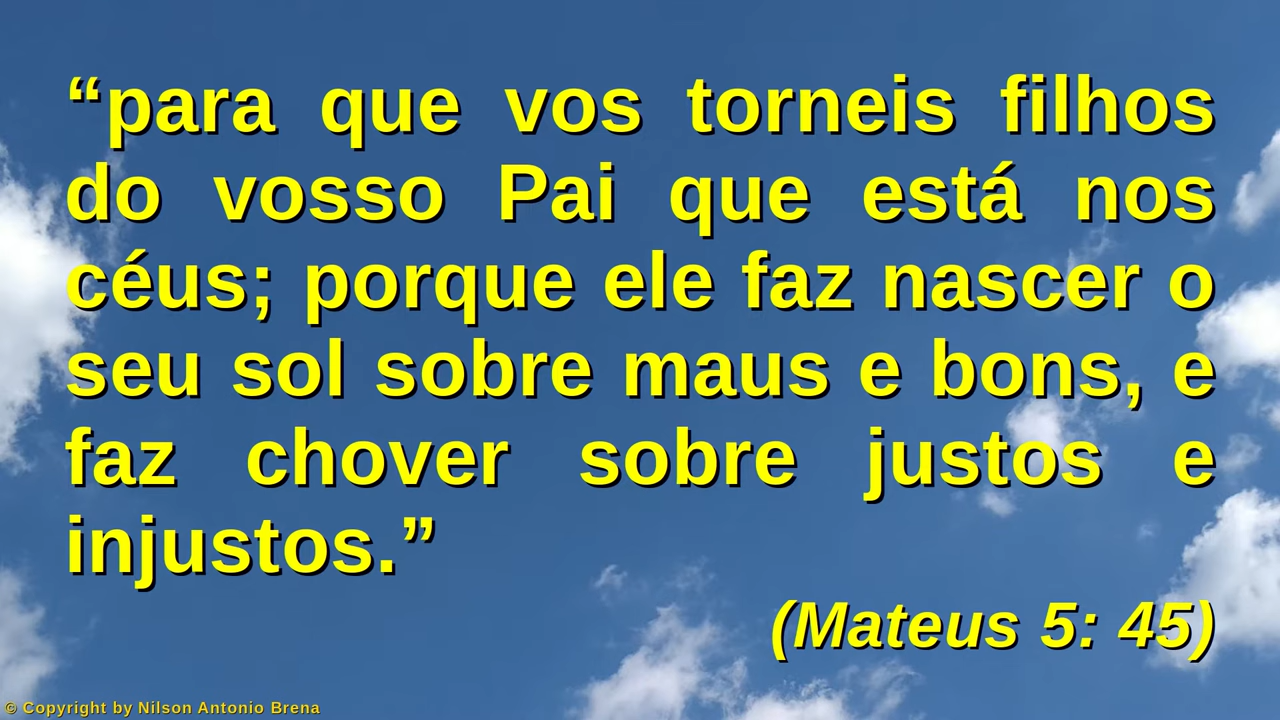 “para que vos torneis filhos
do vosso Pai que está nos
céus; porque ele faz nascer o
seu sol sobre maus e bons, e
faz chover sobre justos e
injustos.”
(Mateus 5: 45)
© Copyright by Nilson Antonio Brena